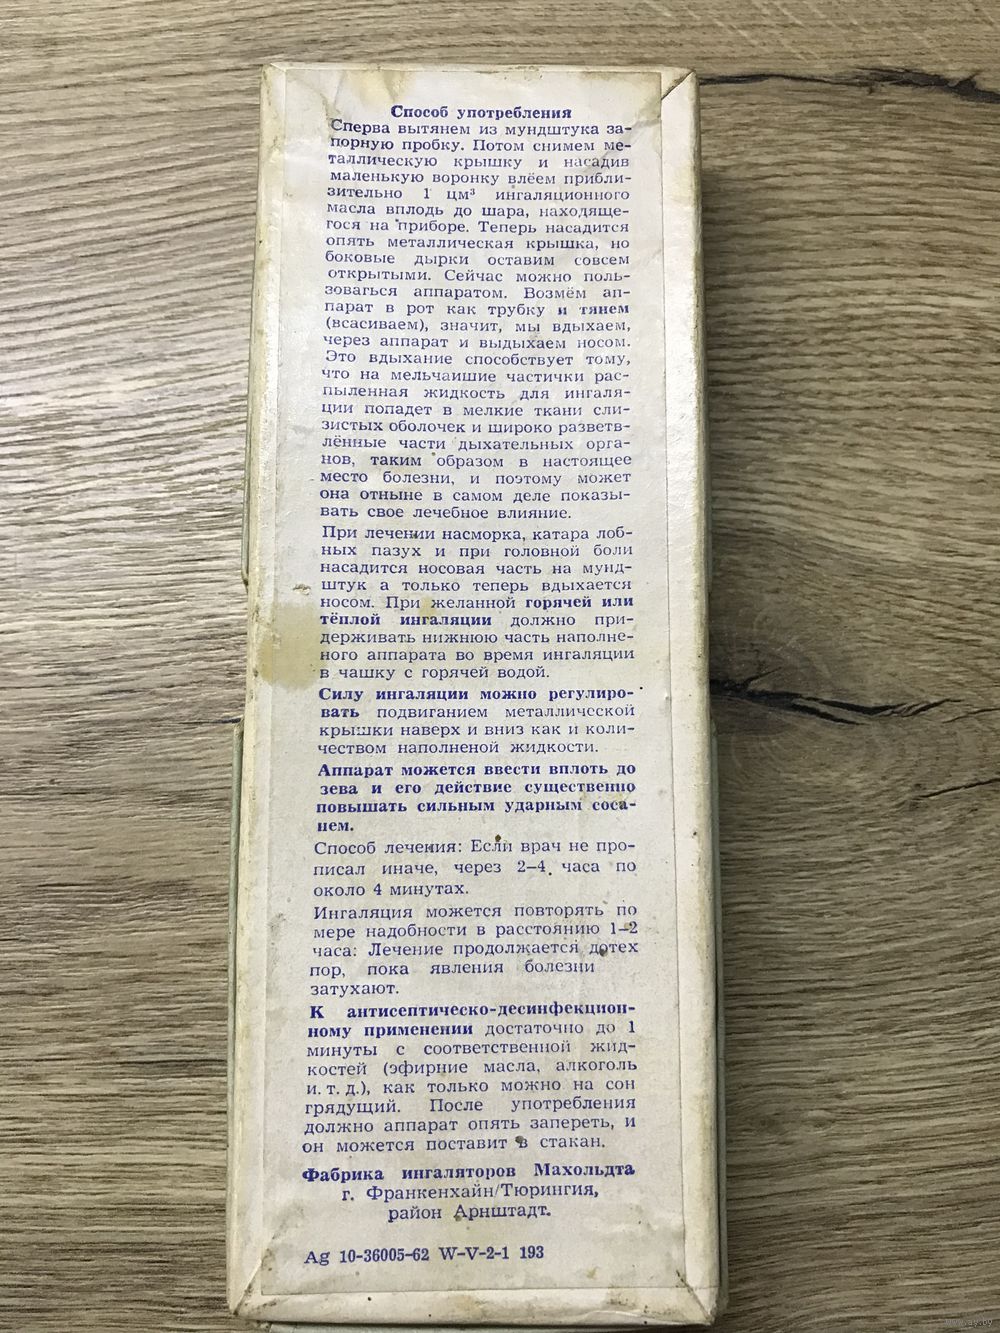 Способ употребления
Сперва вытянем из мундштука за-
порную пробку. Потом снимем ме-
таллическую крышку и насадив
маленькую воронку влёем прибли-
зительно 1 цм³ ингаляционного
масла вплодь до шара, находяще-
гося на приборе. Теперь насадится
опять металлическая крышка, но
боковые дырки оставим совсем
открытыми. Сейчас можно поль-
зоваться аппаратом. Возмём ап-
парат в рот как трубку и тянем
(всасиваем), значит, мы вдыхаем,
через аппарат и выдыхаем носом.
Это вдыхание способствует тому,
что на мельчаишие частички рас-
пыленная жидкость для ингаля-
ции попадет в мелкие ткани сли-
зистых оболочек и широко разветв-
лённые части дыхательных орга-
нов, таким образом в настоящее
место болезни, и поэтому может
она отныне в самом деле показы-
вать свое лечебное влияние.
При лечении насморка, катара лоб-
ных пазух и при головной боли
насадится носовая часть на мунд-
штук а только теперь вдыхается
носом. При желанной горячей или
тёплой ингаляции должно при-
держивать нижнюю часть наполне-
ного аппарата во время ингаляции
в чашку с горячей водой.
Силу ингаляции можно регулиро-
вать подвиганием металлической
крышки наверх и вниз как и коли-
чеством наполненой жидкости.
Аппарат можется ввести вплоть до
зева и его действие существенно
повышать сильным ударным соса-
нем.
Способ лечения: Если врач не про-
писал иначе, через 2–4 часа по
около 4 минутах.
Ингаляция можется повторять по
мере надобности в расстоянию 1–2
часа: Лечение продолжается дотех
пор, пока явления болезни
затухают.
К антисептическо-десинфекцион-
ному применении достаточно до 1
минуты с соответственной жид-
костей (эфирние масла, алкоголь
и. т. д.), как только можно на сон
грядущий. После употребления
должно аппарат опять запереть, и
он можется поставит в стакан.
Фабрика ингаляторов Махольдта
г. Франкенхайн/Тюрингия,
район Арнштадт.
Ag 10-36005-62 W-V-2-1 193
www.ay.by